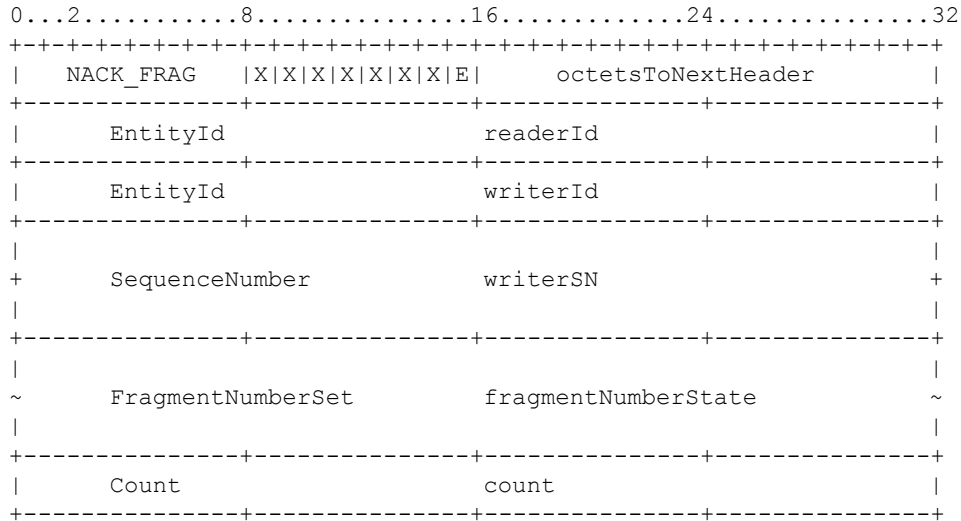 0...2...........8...............16..............24...............32
+-+-+-+-+-+-+-+-+-+-+-+-+-+-+-+-+-+-+-+-+-+-+-+-+-+-+-+-+-+-+-+-+
|   NACK_FRAG   |X|X|X|X|X|X|X|E|     octetsToNextHeader        |
+---------------+---------------+---------------+---------------+
|      EntityId                  readerId                       |
+---------------+---------------+---------------+---------------+
|      EntityId                  writerId                       |
+---------------+---------------+---------------+---------------+
|                                                               |
+      SequenceNumber            writerSN                       +
|                                                               |
+---------------+---------------+---------------+---------------+
|                                                               |
~      FragmentNumberSet         fragmentNumberState            ~
|                                                               |
+---------------+---------------+---------------+---------------+
|      Count                     count                          |
+---------------+---------------+---------------+---------------+